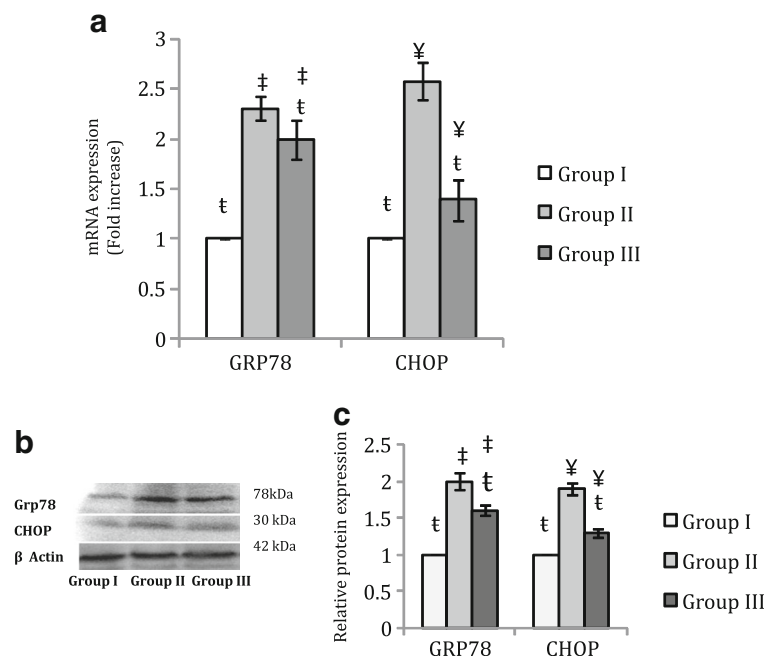 a
mRNA expression
(Fold increase)
3
2.5
2
1.5
1
0.5
0
ŧ
‡
‡
ŧ
ŧ
¥
¥
ŧ
GRP78
CHOP
Group I
Group II
Group III
b
Grp78
CHOP
β Actin
78kDa
30 kDa
42 kDa
Group I Group II Group III
c
Relative protein expression
2.5
2
1.5
1
0.5
0
ŧ
‡
‡
ŧ
ŧ
¥
¥
ŧ
GRP78
CHOP
Group I
Group II
Group III